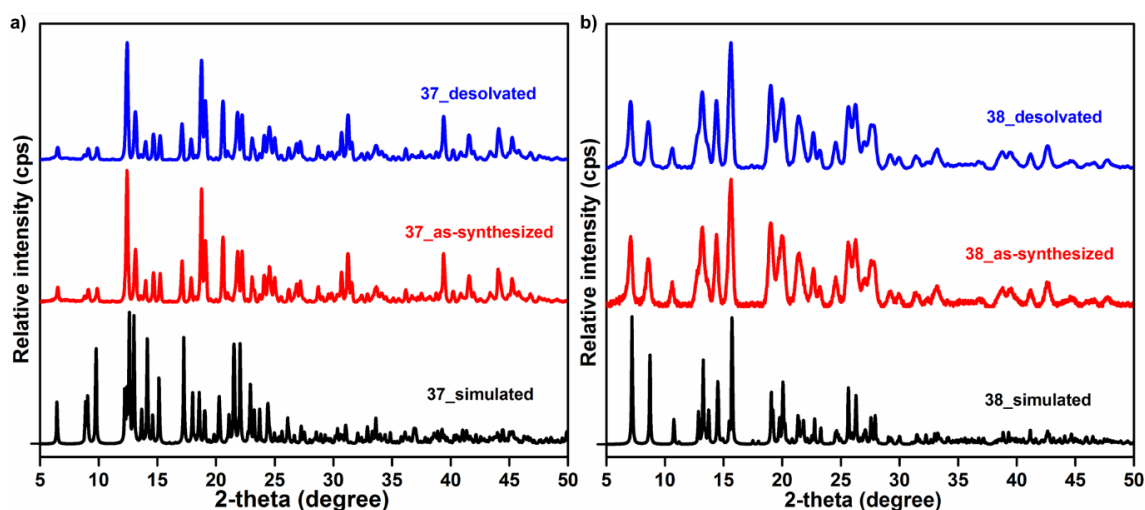 a)
37_desolvated
37_as-synthesized
37_simulated
Relative intensity (cps)
5 10 15 20 25 30 35 40 45 50
2-theta (degree)
b)
38_desolvated
38_as-synthesized
38_simulated
Relative intensity (cps)
5 10 15 20 25 30 35 40 45 50
2-theta (degree)